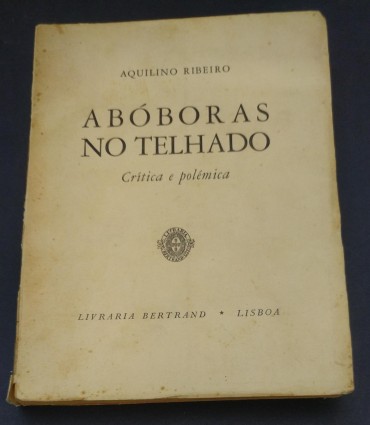 AQUILINO RIBEIRO
ABÓBORAS
NO TELHADO
Crítica e polémica
LIVRARIA BERTRAND • LISBOA